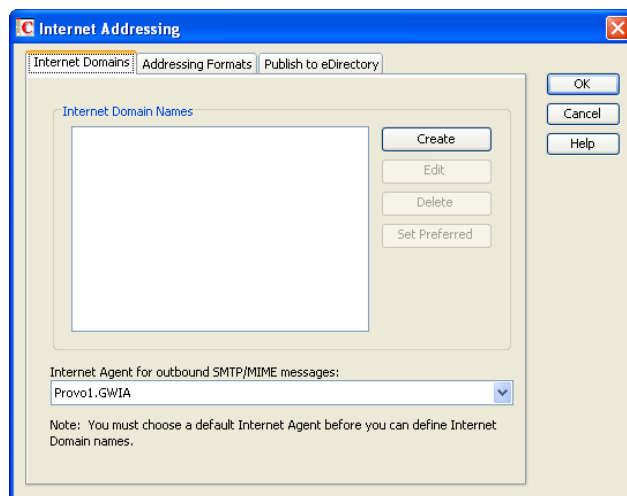 Internet Addressing
Internet Domains
Addressing Formats
Publish to eDirectory
OK
Cancel
Help
Internet Domain Names
Create
Edit
Delete
Set Preferred
Internet Agent for outbound SMTP/MIME messages:
Provo1.GWIA
Note: You must choose a default Internet Agent before you can define Internet
Domain names.